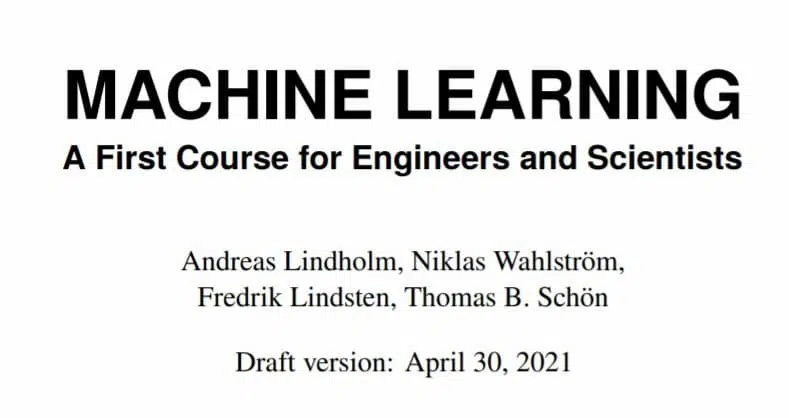 MACHINE LEARNING
A First Course for Engineers and Scientists
Andreas Lindholm, Niklas Wahlström,
Fredrik Lindsten, Thomas B. Schön
Draft version: April 30, 2021